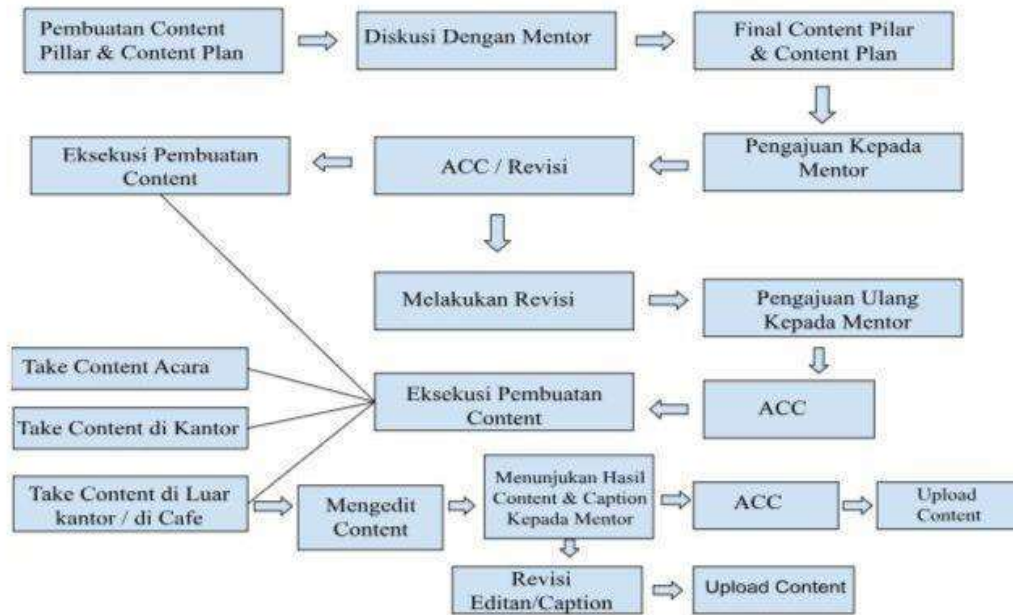 Pembuatan Content
Pillar & Content Plan
Diskusi Dengan Mentor
Final Content Pilar
& Content Plan
Eksekusi Pembuatan
Content
ACC / Revisi
Pengajuan Kepada
Mentor
Melakukan Revisi
Pengajuan Ulang
Kepada Mentor
Take Content Acara
Eksekusi Pembuatan
Content
ACC
Take Content di Kantor
Take Content di Luar
kantor / di Cafe
Mengedit
Content
Menunjukan Hasil
Content & Caption
Kepada Mentor
ACC
Upload
Content
Revisi
Editan/Caption
Upload Content